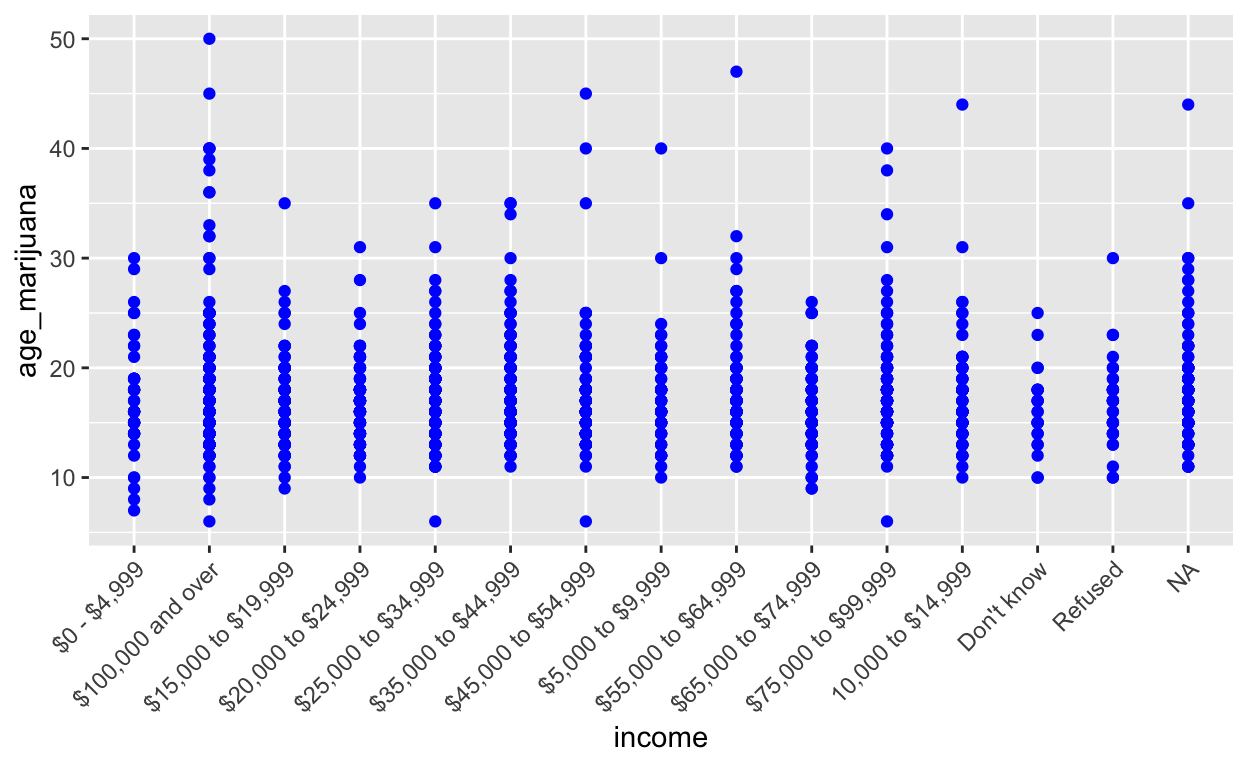 50
40
30
20
10
age_marijuana
$0 - $4,999
$100,000 and over
$15,000 to $19,999
$20,000 to $24,999
$25,000 to $34,999
$35,000 to $44,999
$45,000 to $54,999
$5,000 to $9,999
$55,000 to $64,999
$65,000 to $74,999
$75,000 to $99,999
10,000 to $14,999
Don't know
Refused
NA
income